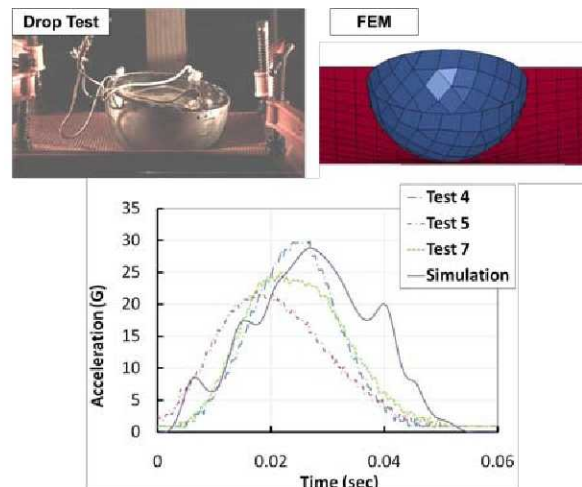 Drop Test
FEM
35
30
25
20
15
10
5
0
Acceleration (G)
Test 4
Test 5
Test 7
Simulation
0
0.02
0.04
0.06
Time (sec)